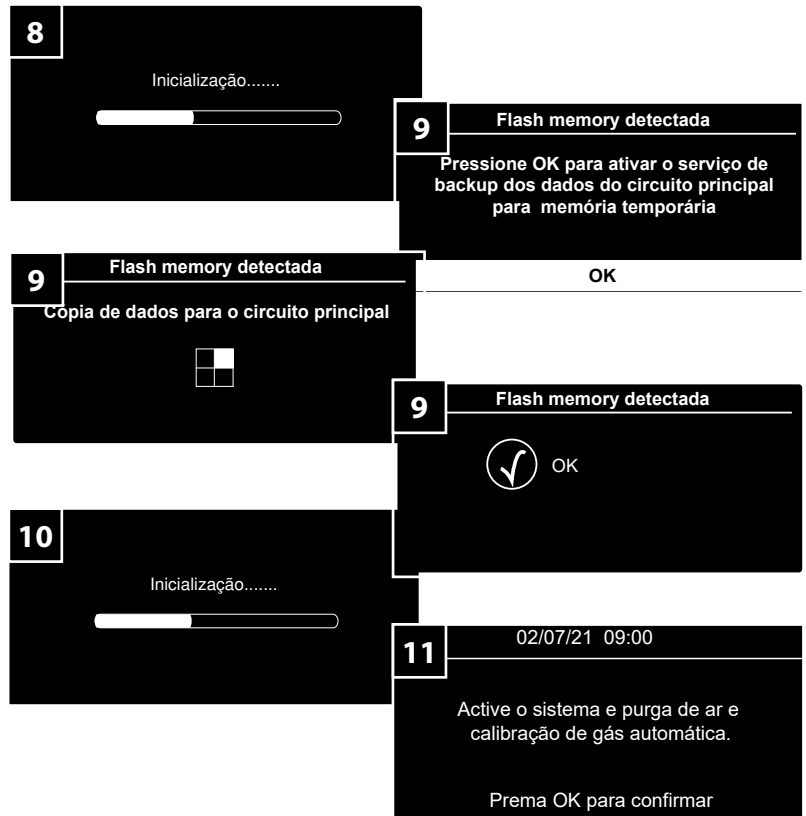 8
Inicialização.......
9
Flash memory detectada
Pressione OK para ativar o serviço de
backup dos dados do circuito principal
para memória temporária
OK
9
Flash memory detectada
Cópia de dados para o circuito principal
9
Flash memory detectada
OK
10
Inicialização.......
11
02/07/21 09:00
Active o sistema e purga de ar e
calibração de gás automática.
Prema OK para confirmar